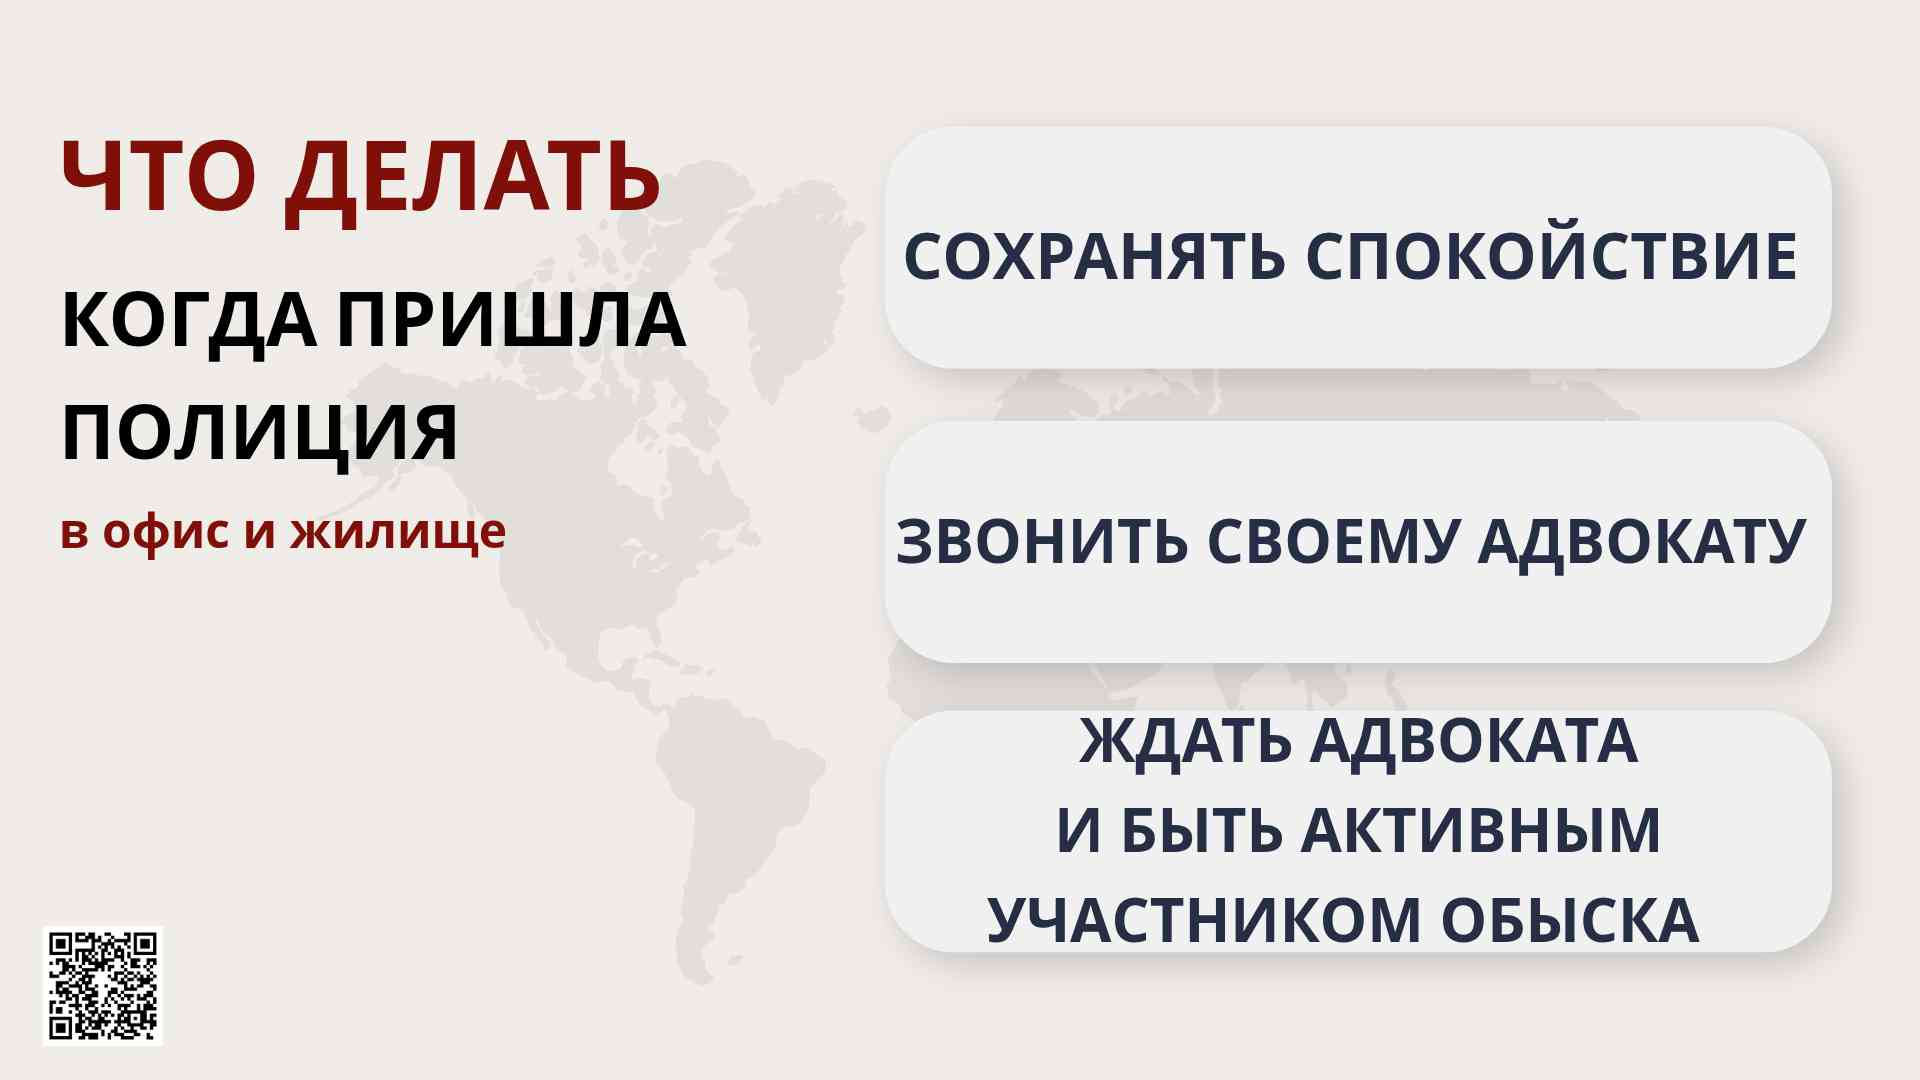 ЧТО ДЕЛАТЬ
КОГДА ПРИШЛА
ПОЛИЦИЯ
в офис и жилище
СОХРАНЯТЬ СПОКОЙСТВИЕ
ЗВОНИТЬ СВОЕМУ АДВОКАТУ
ЖДАТЬ АДВОКАТА
И БЫТЬ АКТИВНЫМ
УЧАСТНИКОМ ОБЫСКА